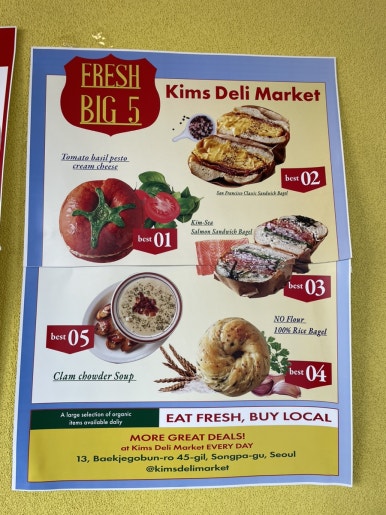 FRESH
BIG 5
Kims Deli Market
Tomato basil pesto
cream cheese
best 01
best 02
San Francisco Classic Sandwich Bagel
Kim-Sea
Salmon Sandwich Bagel
best 03
best 05
Clam chowder Soup
NO Flour
100% Rice Bagel
best 04
A large selection of organic
items available daily
EAT FRESH, BUY LOCAL
MORE GREAT DEALS!
at Kims Deli Market EVERY DAY
13, Baekjegobun-ro 45-gil, Songpa-gu, Seoul
@kimsdelimarket